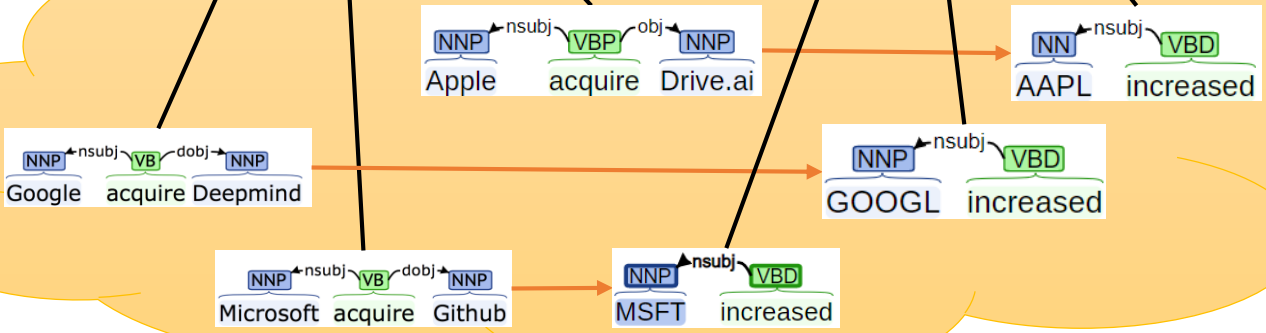 NNP nsubj VBP obj NNP
Apple acquire Drive.ai
NN nsubj VBD
AAPL increased
NNP nsubj VB dobj NNP
Google acquire Deepmind
NNP nsubj VBD
GOOGL increased
NNP nsubj VB dobj NNP
Microsoft acquire Github
NNP nsubj VBD
MSFT increased